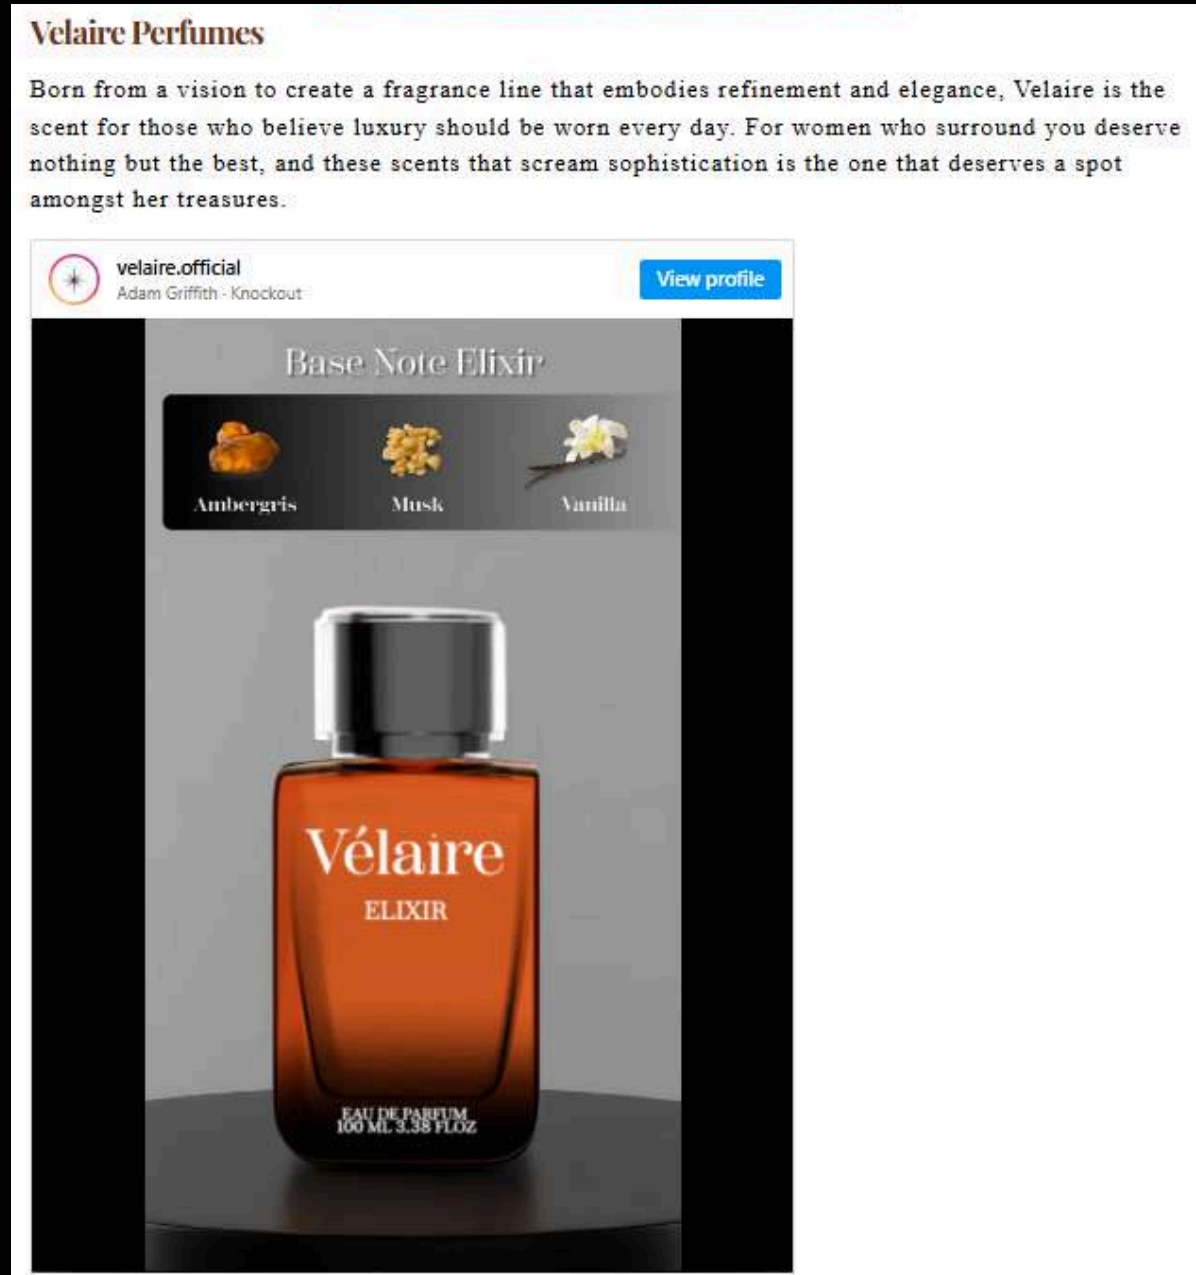 Velaire Perfumes
Born from a vision to create a fragrance line that embodies refinement and elegance, Velaire is the
scent for those who believe luxury should be worn every day. For women who surround you deserve
nothing but the best, and these scents that scream sophistication is the one that deserves a spot
amongst her treasures.
velaire.official
Adam Griffith · Knockout
View profile
Base Note Elixir
Ambergris Musk Vanilla
Vélaire
ELIXIR
EAU DE PARFUM
100 ML 3.38 FLOZ